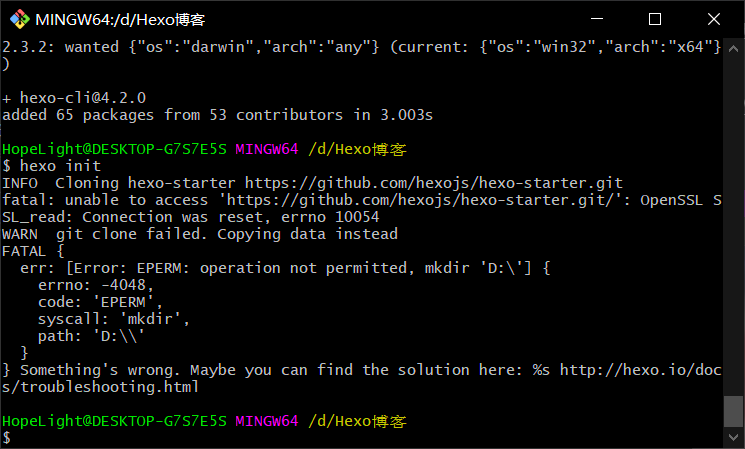 MINGW64:/d/Hexo博客
2.3.2: wanted {"os":"darwin","arch":"any"} (current: {"os":"win32","arch":"x64"}
)
+ hexo-cli@4.2.0
added 65 packages from 53 contributors in 3.003s
HopeLight@DESKTOP-G7S7E5S MINGW64 /d/Hexo博客
$ hexo init
INFO  Cloning hexo-starter https://github.com/hexojs/hexo-starter.git
fatal: unable to access 'https://github.com/hexojs/hexo-starter.git/': OpenSSL S
SL_read: Connection was reset, errno 10054
WARN  git clone failed. Copying data instead
FATAL {
  err: [Error: EPERM: operation not permitted, mkdir 'D:\'] {
    errno: -4048,
    code: 'EPERM',
    syscall: 'mkdir',
    path: 'D:\\'
  }
} Something's wrong. Maybe you can find the solution here: %s http://hexo.io/doc
s/troubleshooting.html
HopeLight@DESKTOP-G7S7E5S MINGW64 /d/Hexo博客
$